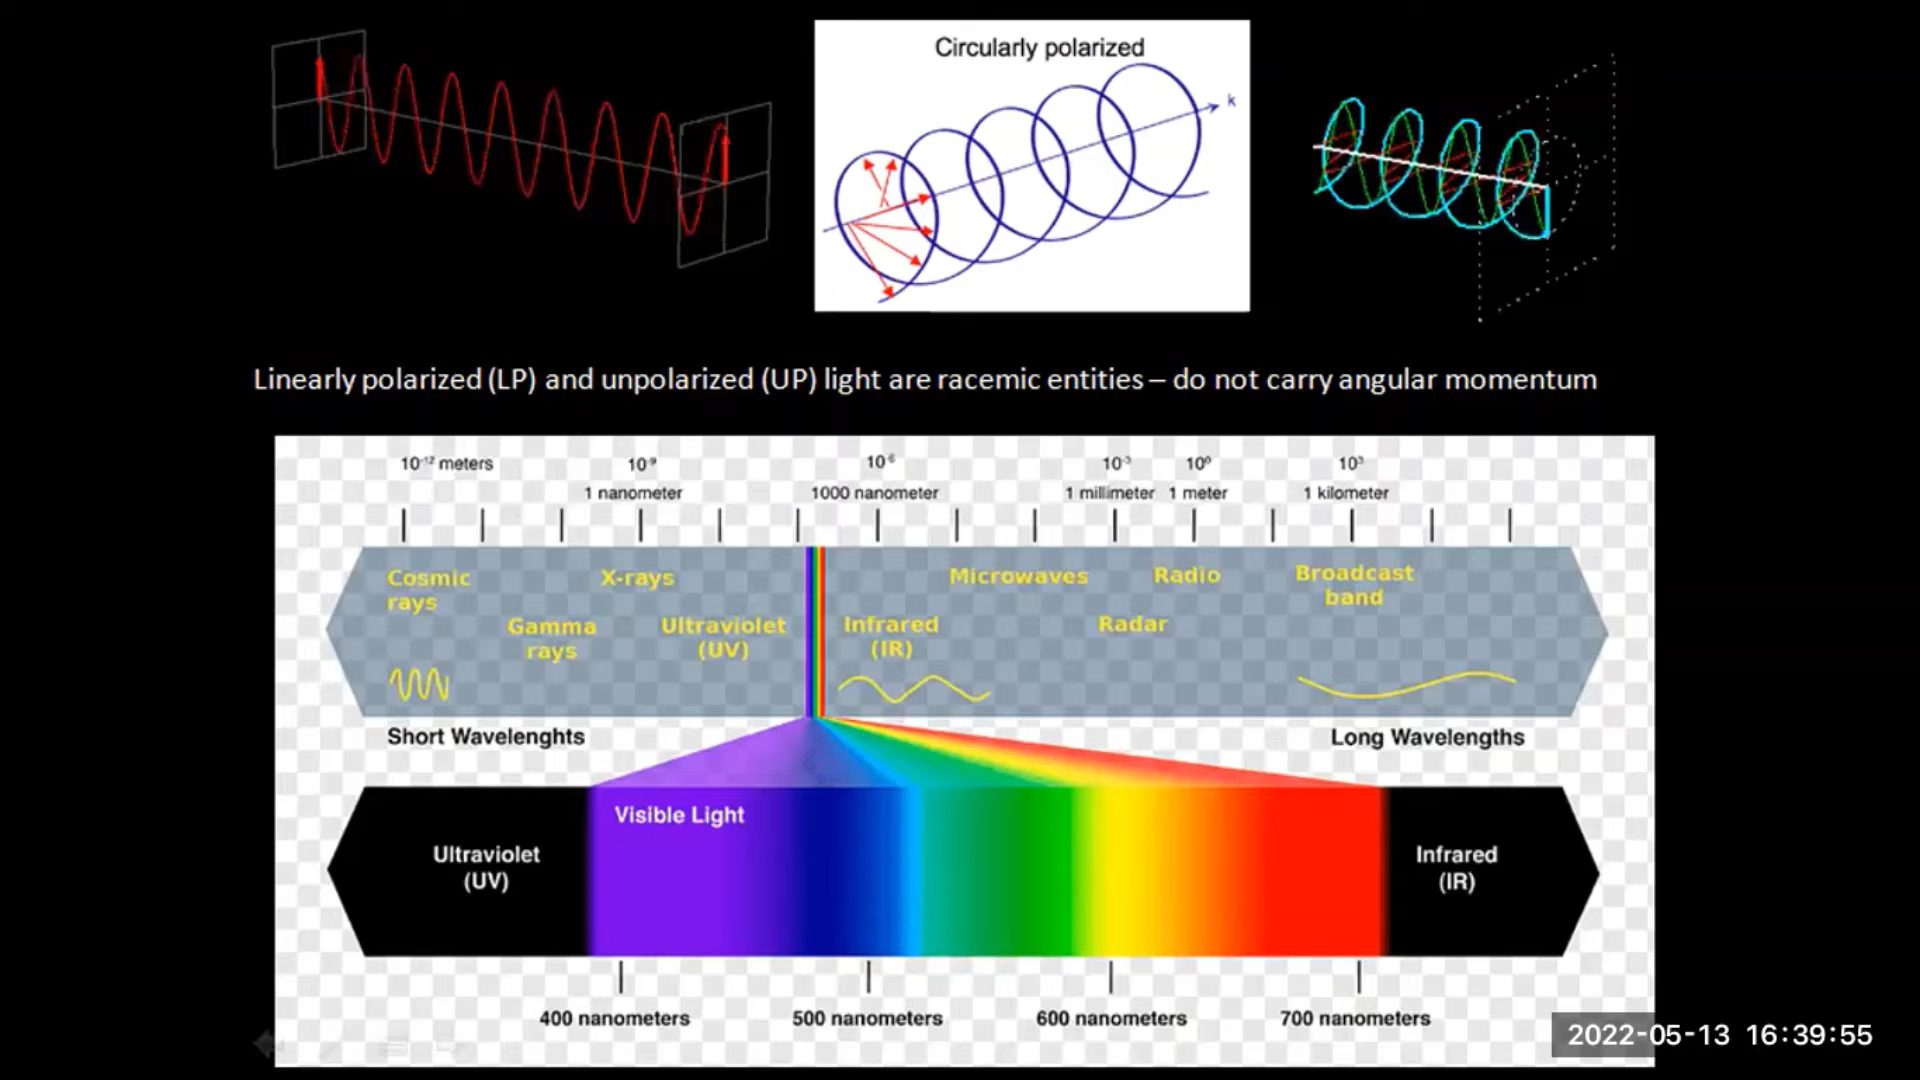 Circularly polarized
k
Linearly polarized (LP) and unpolarized (UP) light are racemic entities – do not carry angular momentum
10⁻¹² meters 10⁻⁹ 10⁻⁶ 10⁻³ 10⁰ 10³
1 nanometer 1000 nanometer 1 millimeter 1 meter 1 kilometer
Cosmic rays
Gamma rays
X-rays
Ultraviolet (UV)
Infrared (IR)
Microwaves
Radar
Radio
Broadcast band
Short Wavelenghts Long Wavelengths
Visible Light
Ultraviolet (UV)
Infrared (IR)
400 nanometers 500 nanometers 600 nanometers 700 nanometers
2022-05-13 16:39:55